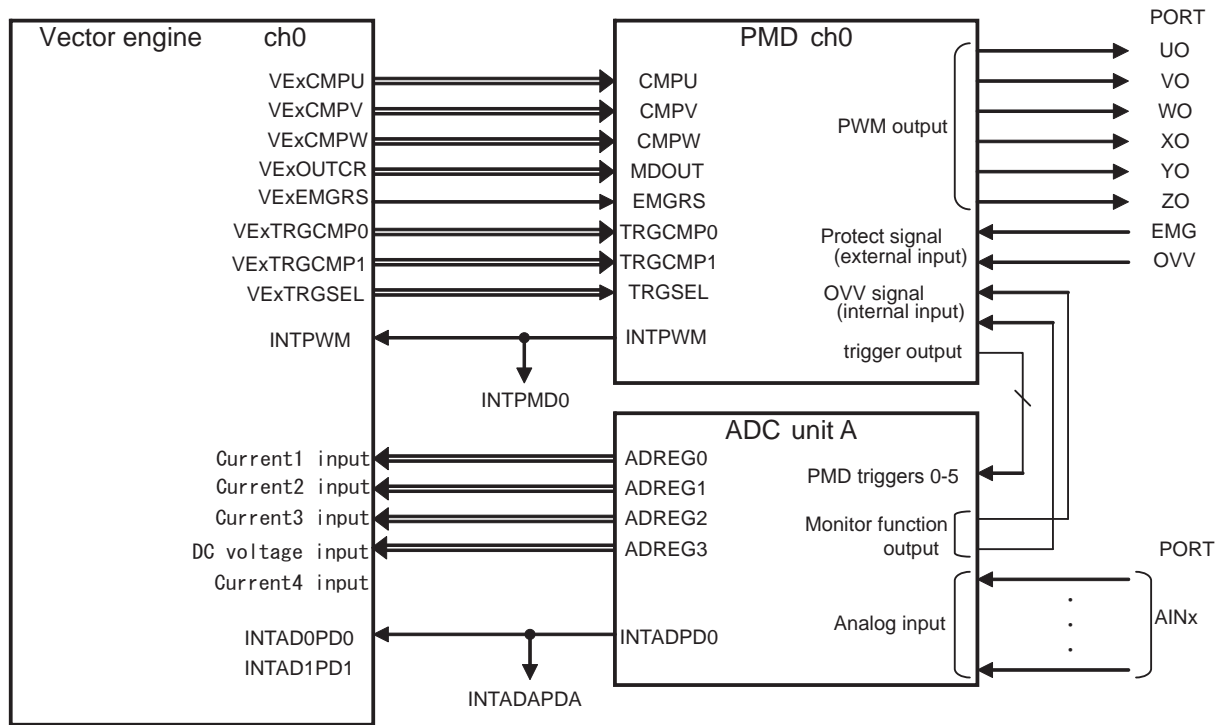 Vector engine ch0
VExCMPU
VExCMPV
VExCMPW
VExOUTCR
VExEMGRS
VExTRGCMP0
VExTRGCMP1
VExTRGSEL
INTPWM
Current1 input
Current2 input
Current3 input
DC voltage input
Current4 input
INTAD0PD0
INTAD1PD1
INTPMD0
INTADAPDA
PMD ch0
CMPU
CMPV
CMPW
MDOUT
EMGRS
TRGCMP0
TRGCMP1
TRGSEL
INTPWM
PWM output
Protect signal
(external input)
OVV signal
(internal input)
trigger output
ADC unit A
ADREG0
ADREG1
ADREG2
ADREG3
INTADPD0
PMD triggers 0-5
Monitor function
output
Analog input
PORT
UO
VO
WO
XO
YO
ZO
EMG
OVV
PORT
AINx